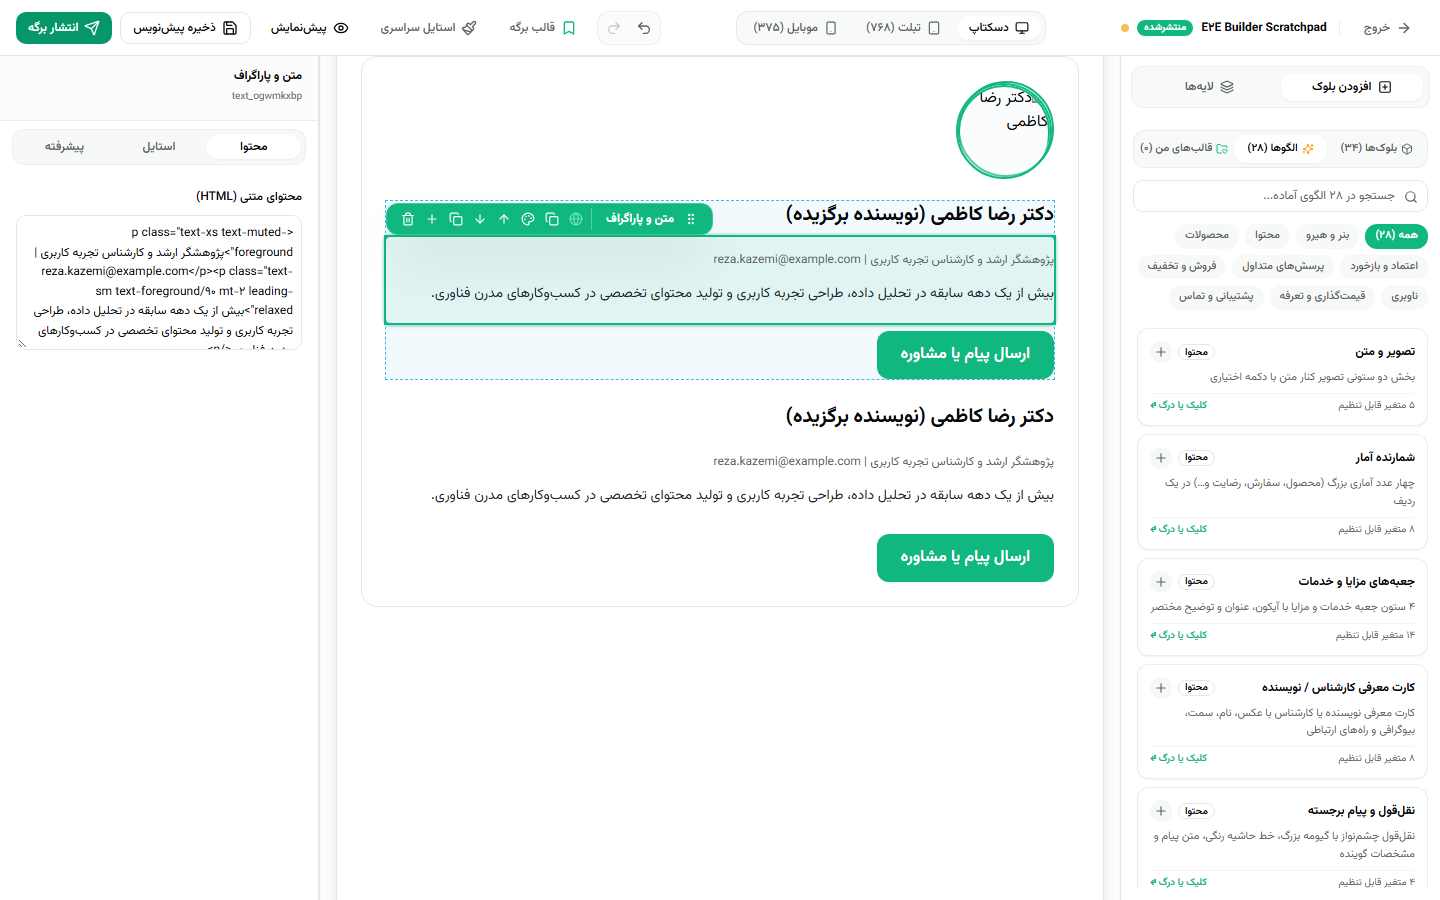 خروج
E2E Builder Scratchpad
منتشرشده
دسکتاپ
تبلت (۷۶۸)
موبایل (۳۷۵)
قالب برگه
استایل سراسری
پیش‌نمایش
ذخیره پیش‌نویس
انتشار برگه
افزودن بلوک
لایه‌ها
بلوک‌ها (۳۴)
الگوها (۲۸)
قالب‌های من (۰)
جستجو در ۲۸ الگوی آماده...
همه (۲۸)
بنر و هیرو
محتوا
محصولات
اعتماد و بازخورد
پرسش‌های متداول
فروش و تخفیف
ناوبری
قیمت‌گذاری و تعرفه
پشتیبانی و تماس
تصویر و متن
محتوا
بخش دو ستونی تصویر کنار متن با دکمه اختیاری
۵ متغیر قابل تنظیم
کلیک یا درگ
شمارنده آمار
محتوا
چهار عدد آماری بزرگ (محصول، سفارش، رضایت و...) در یک
ردیف
۸ متغیر قابل تنظیم
کلیک یا درگ
جعبه‌های مزایا و خدمات
محتوا
۴ ستون جعبه خدمات و مزایا با آیکون، عنوان و توضیح مختصر
۱۴ متغیر قابل تنظیم
کلیک یا درگ
کارت معرفی کارشناس / نویسنده
محتوا
کارت معرفی نویسنده یا کارشناس با عکس، نام، سمت،
بیوگرافی و راه‌های ارتباطی
۸ متغیر قابل تنظیم
کلیک یا درگ
نقل‌قول و پیام برجسته
محتوا
نقل‌قول چشم‌نواز با گیومه بزرگ، خط حاشیه رنگی، متن پیام و
مشخصات گوینده
۴ متغیر قابل تنظیم
کلیک یا درگ
دکتر رضا
کاظمی
دکتر رضا کاظمی (نویسنده برگزیده)
متن و پاراگراف
پژوهشگر ارشد و کارشناس تجربه کاربری | reza.kazemi@example.com
بیش از یک دهه سابقه در تحلیل داده، طراحی تجربه کاربری و تولید محتوای تخصصی در کسب‌وکارهای مدرن فناوری.
ارسال پیام یا مشاوره
دکتر رضا کاظمی (نویسنده برگزیده)
پژوهشگر ارشد و کارشناس تجربه کاربری | reza.kazemi@example.com
بیش از یک دهه سابقه در تحلیل داده، طراحی تجربه کاربری و تولید محتوای تخصصی در کسب‌وکارهای مدرن فناوری.
ارسال پیام یا مشاوره
متن و پاراگراف
text_ogwmkxbp
محتوا
استایل
پیشرفته
محتوای متنی (HTML)
<p class="text-xs text-muted-
foreground">پژوهشگر ارشد و کارشناس تجربه کاربری |
reza.kazemi@example.com</p><p class="text-
sm text-foreground/90 mt-2 leading-
relaxed">بیش از یک دهه سابقه در تحلیل داده، طراحی
تجربه کاربری و تولید محتوای تخصصی در کسب‌وکارهای